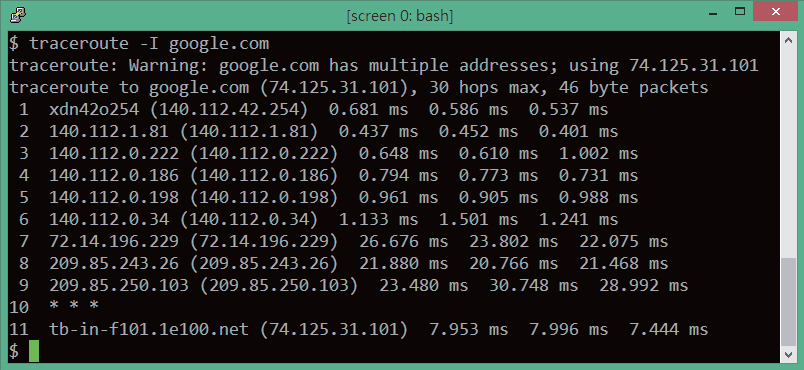 [screen 0: bash]
$ traceroute -I google.com
traceroute: Warning: google.com has multiple addresses; using 74.125.31.101
traceroute to google.com (74.125.31.101), 30 hops max, 46 byte packets
 1  xdn42o254 (140.112.42.254)  0.681 ms  0.586 ms  0.537 ms
 2  140.112.1.81 (140.112.1.81)  0.437 ms  0.452 ms  0.401 ms
 3  140.112.0.222 (140.112.0.222)  0.648 ms  0.610 ms  1.002 ms
 4  140.112.0.186 (140.112.0.186)  0.794 ms  0.773 ms  0.731 ms
 5  140.112.0.198 (140.112.0.198)  0.961 ms  0.905 ms  0.988 ms
 6  140.112.0.34 (140.112.0.34)  1.133 ms  1.501 ms  1.241 ms
 7  72.14.196.229 (72.14.196.229)  26.676 ms  23.802 ms  22.075 ms
 8  209.85.243.26 (209.85.243.26)  21.880 ms  20.766 ms  21.468 ms
 9  209.85.250.103 (209.85.250.103)  23.480 ms  30.748 ms  28.992 ms
10  * * *
11  tb-in-f101.1e100.net (74.125.31.101)  7.953 ms  7.996 ms  7.444 ms
$